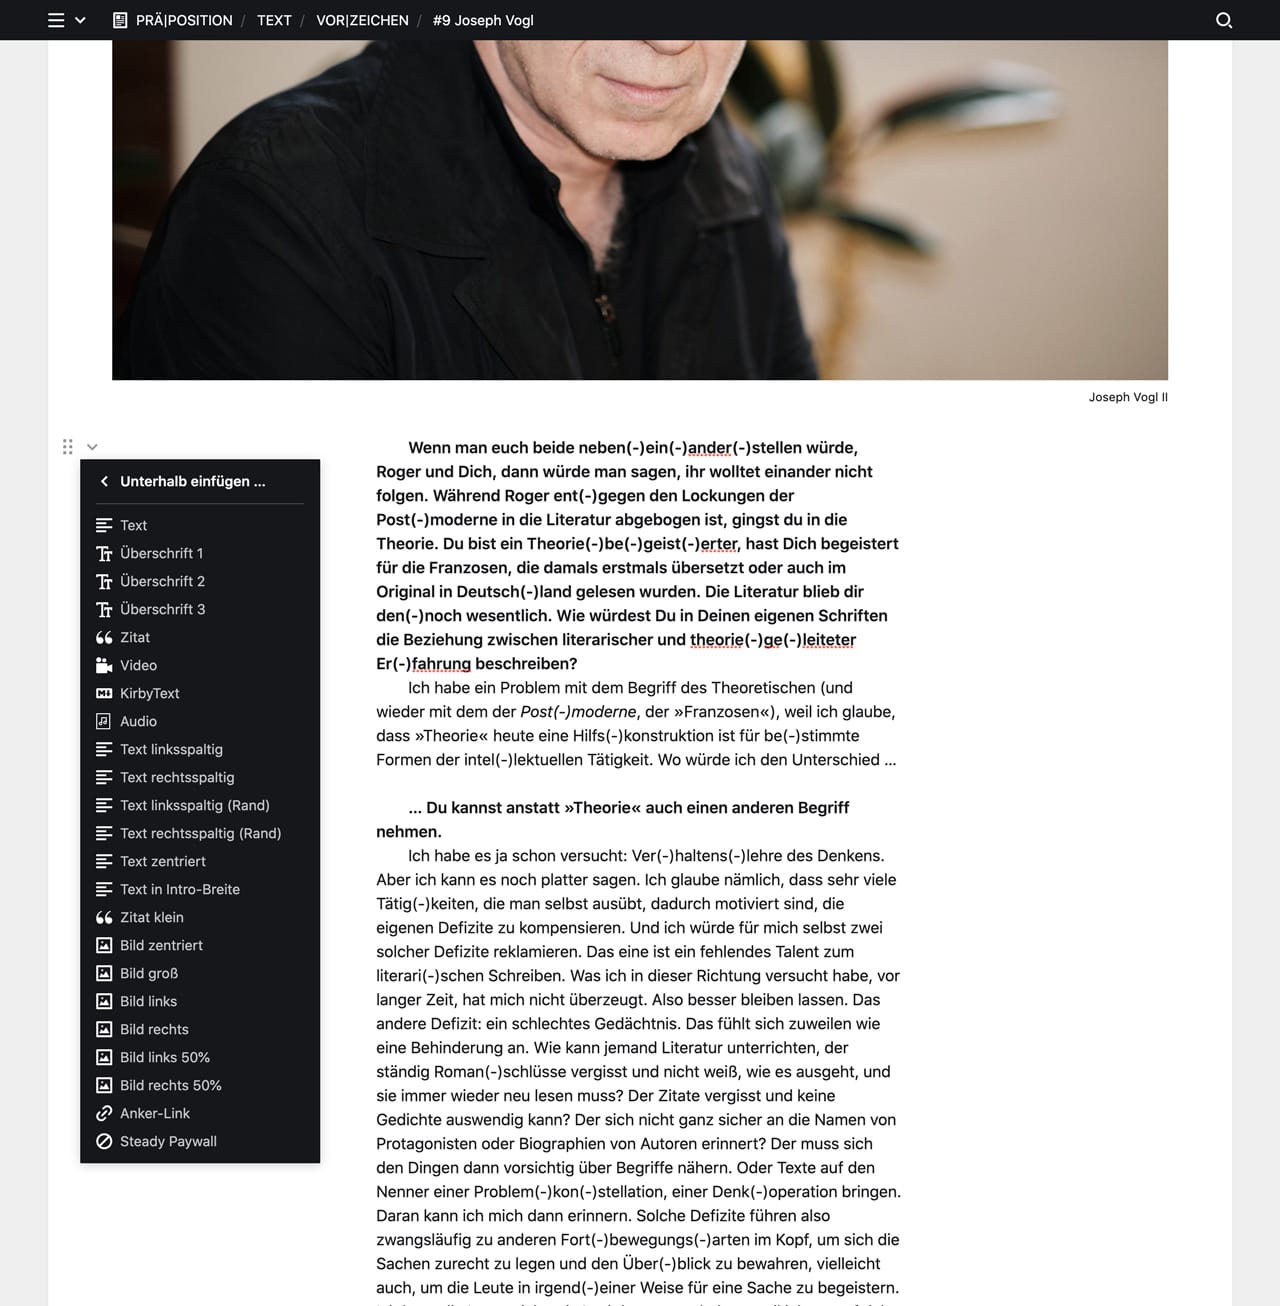 PRÄ|POSITION / TEXT / VOR|ZEICHEN / #9 Joseph Vogl
Joseph Vogl II
Unterhalb einfügen ...
Text
Überschrift 1
Überschrift 2
Überschrift 3
Zitat
Video
KirbyText
Audio
Text linksspaltig
Text rechtsspaltig
Text linksspaltig (Rand)
Text rechtsspaltig (Rand)
Text zentriert
Text in Intro-Breite
Zitat klein
Bild zentriert
Bild groß
Bild links
Bild rechts
Bild links 50%
Bild rechts 50%
Anker-Link
Steady Paywall
Wenn man euch beide neben(-)ein(-)ander(-)stellen würde,
Roger und Dich, dann würde man sagen, ihr wolltet einander nicht
folgen. Während Roger ent(-)gegen den Lockungen der
Post(-)moderne in die Literatur abgebogen ist, gingst du in die
Theorie. Du bist ein Theorie(-)be(-)geist(-)erter, hast Dich begeistert
für die Franzosen, die damals erstmals übersetzt oder auch im
Original in Deutsch(-)land gelesen wurden. Die Literatur blieb dir
den(-)noch wesentlich. Wie würdest Du in Deinen eigenen Schriften
die Beziehung zwischen literarischer und theorie(-)ge(-)leiteter
Er(-)fahrung beschreiben?
Ich habe ein Problem mit dem Begriff des Theoretischen (und
wieder mit dem der Post(-)moderne, der »Franzosen«), weil ich glaube,
dass »Theorie« heute eine Hilfs(-)konstruktion ist für be(-)stimmte
Formen der intel(-)lektuellen Tätigkeit. Wo würde ich den Unterschied ...
... Du kannst anstatt »Theorie« auch einen anderen Begriff
nehmen.
Ich habe es ja schon versucht: Ver(-)haltens(-)lehre des Denkens.
Aber ich kann es noch platter sagen. Ich glaube nämlich, dass sehr viele
Tätig(-)keiten, die man selbst ausübt, dadurch motiviert sind, die
eigenen Defizite zu kompensieren. Und ich würde für mich selbst zwei
solcher Defizite reklamieren. Das eine ist ein fehlendes Talent zum
literari(-)schen Schreiben. Was ich in dieser Richtung versucht habe, vor
langer Zeit, hat mich nicht überzeugt. Also besser bleiben lassen. Das
andere Defizit: ein schlechtes Gedächtnis. Das fühlt sich zuweilen wie
eine Behinderung an. Wie kann jemand Literatur unterrichten, der
ständig Roman(-)schlüsse vergisst und nicht weiß, wie es ausgeht, und
sie immer wieder neu lesen muss? Der Zitate vergisst und keine
Gedichte auswendig kann? Der sich nicht ganz sicher an die Namen von
Protagonisten oder Biographien von Autoren erinnert? Der muss sich
den Dingen dann vorsichtig über Begriffe nähern. Oder Texte auf den
Nenner einer Problem(-)kon(-)stellation, einer Denk(-)operation bringen.
Daran kann ich mich dann erinnern. Solche Defizite führen also
zwangsläufig zu anderen Fort(-)bewegungs(-)arten im Kopf, um sich die
Sachen zurecht zu legen und den Über(-)blick zu bewahren, vielleicht
auch, um die Leute in irgend(-)einer Weise für eine Sache zu begeistern.